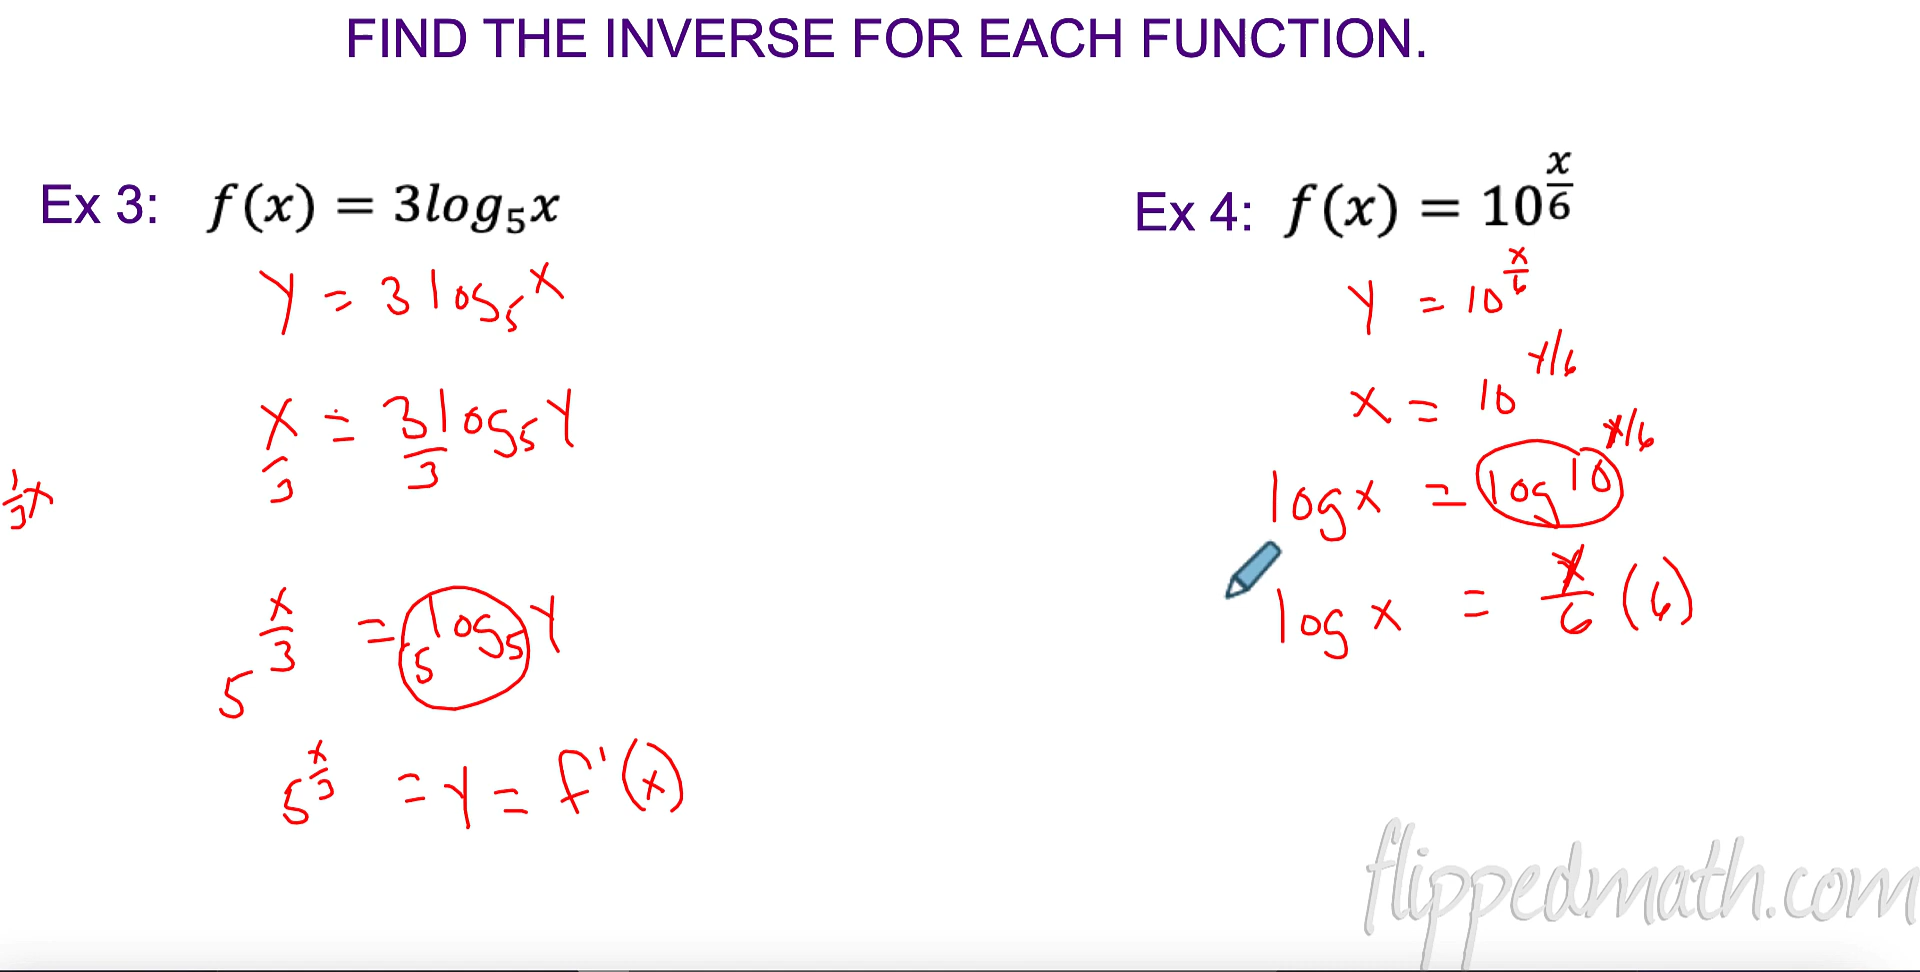 FIND THE INVERSE FOR EACH FUNCTION.
Ex 3: f(x) = 3log₅x
y = 3 log₅ x
x/3 = 3 log₅ y/3
1/3 x
5^(x/3) = 5^(log₅ y)
5^(x/3) = y = f⁻¹(x)
Ex 4: f(x) = 10^(x/6)
y = 10^(x/6)
x = 10^(y/6)
log x = log 10^(y/6)
log x = y/6 (6)
flippedmath.com